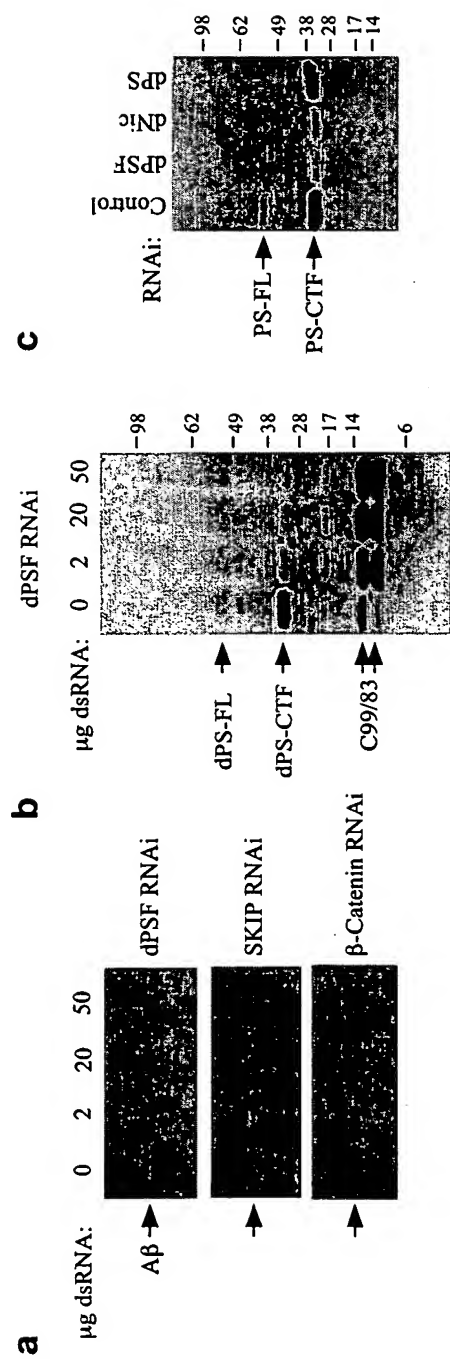 a
µg dsRNA: 0 2 20 50
Aβ
dPSF RNAi
SKIP RNAi
β-Catenin RNAi
b
dPSF RNAi
µg dsRNA: 0 2 20 50
dPS-FL
dPS-CTF
C99/83
-98
-62
-49
-38
-28
-17
-14
-6
c
RNAi: Control dPSF dNic dPS
PS-FL
PS-CTF
-98
-62
-49
-38
-28
-17
-14